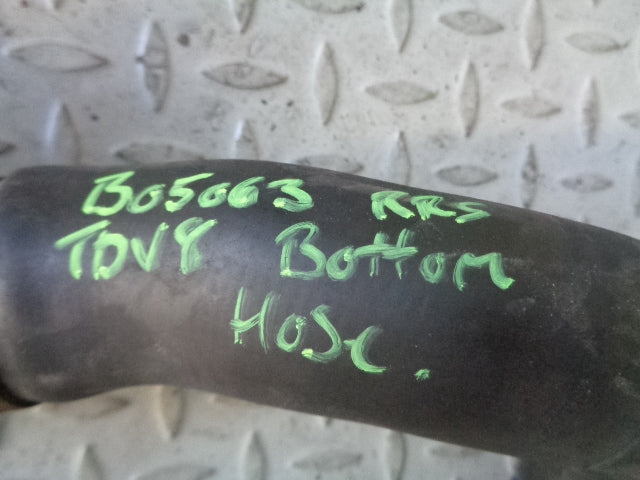 B05063 RRS
TDV8 Bottom
Hose.